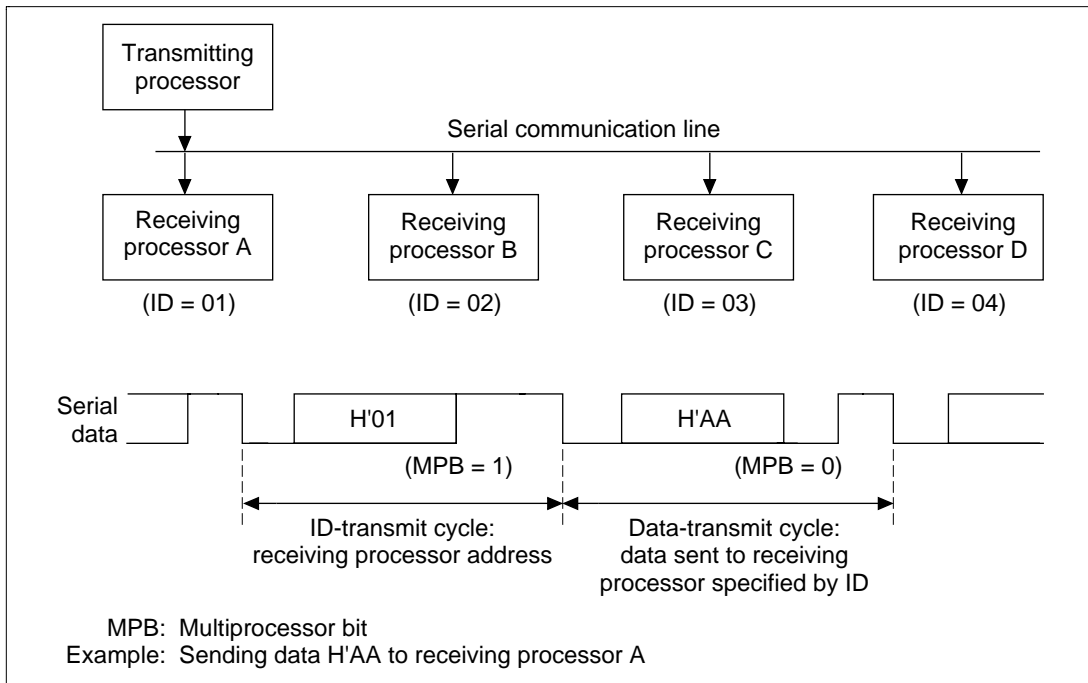 Transmitting
processor
Serial communication line
Receiving
processor A
Receiving
processor B
Receiving
processor C
Receiving
processor D
(ID = 01)
(ID = 02)
(ID = 03)
(ID = 04)
Serial
data
H'01
H'AA
(MPB = 1)
(MPB = 0)
ID-transmit cycle:
receiving processor address
Data-transmit cycle:
data sent to receiving
processor specified by ID
MPB: Multiprocessor bit
Example: Sending data H'AA to receiving processor A